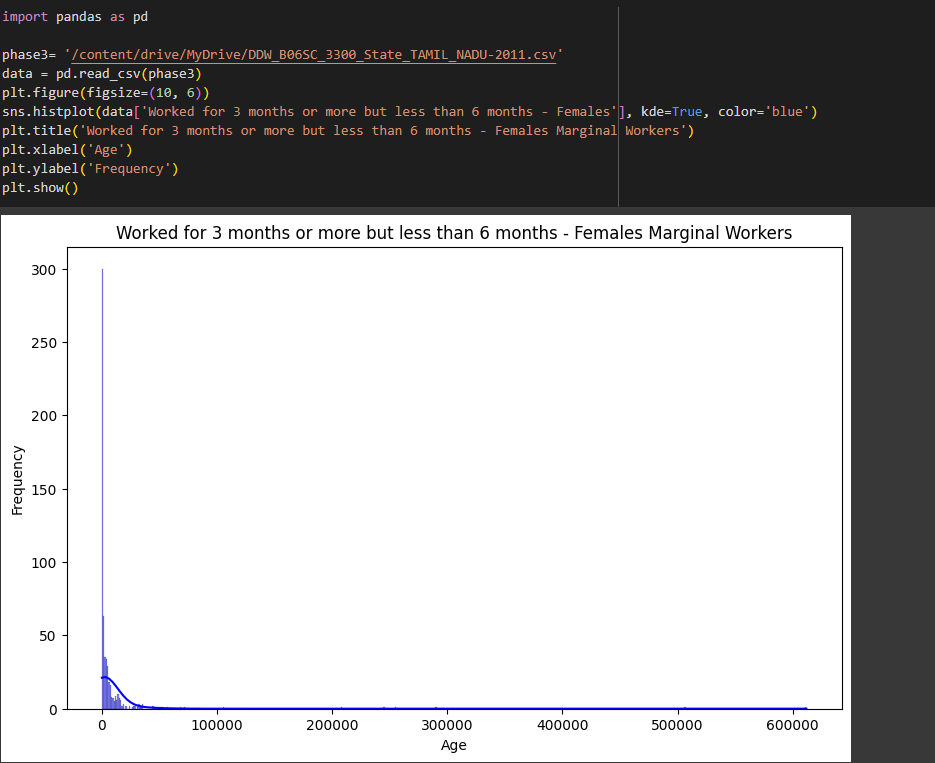 import pandas as pd
phase3= '/content/drive/MyDrive/DDW_B06SC_3300_State_TAMIL_NADU-2011.csv'
data = pd.read_csv(phase3)
plt.figure(figsize=(10, 6))
sns.histplot(data['Worked for 3 months or more but less than 6 months - Females'], kde=True, color='blue')
plt.title('Worked for 3 months or more but less than 6 months - Females Marginal Workers')
plt.xlabel('Age')
plt.ylabel('Frequency')
plt.show()
Worked for 3 months or more but less than 6 months - Females Marginal Workers
300
250
200
150
100
50
0
Frequency
0 100000 200000 300000 400000 500000 600000
Age